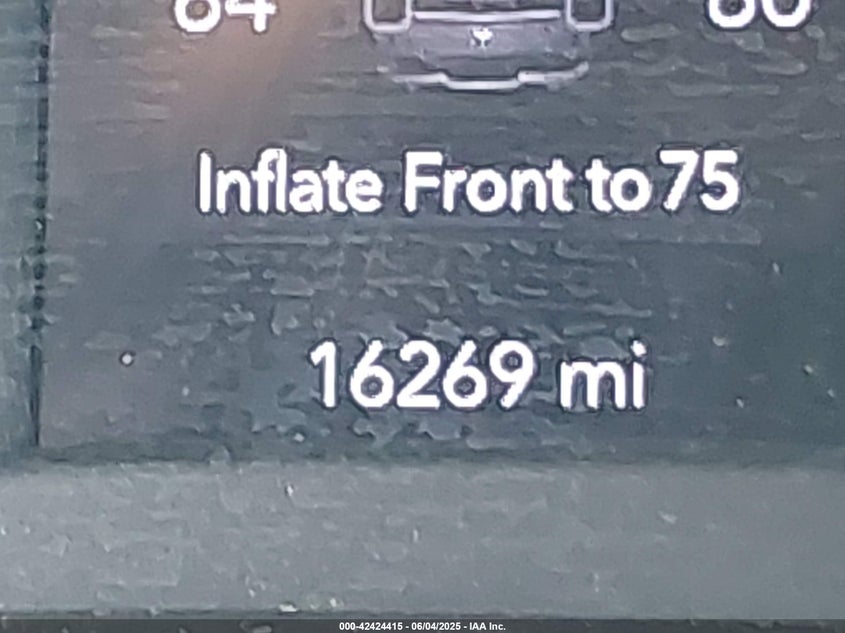 64 80
Inflate Front to 75
16269 mi
000-42424415 - 06/04/2025 - IAA Inc.